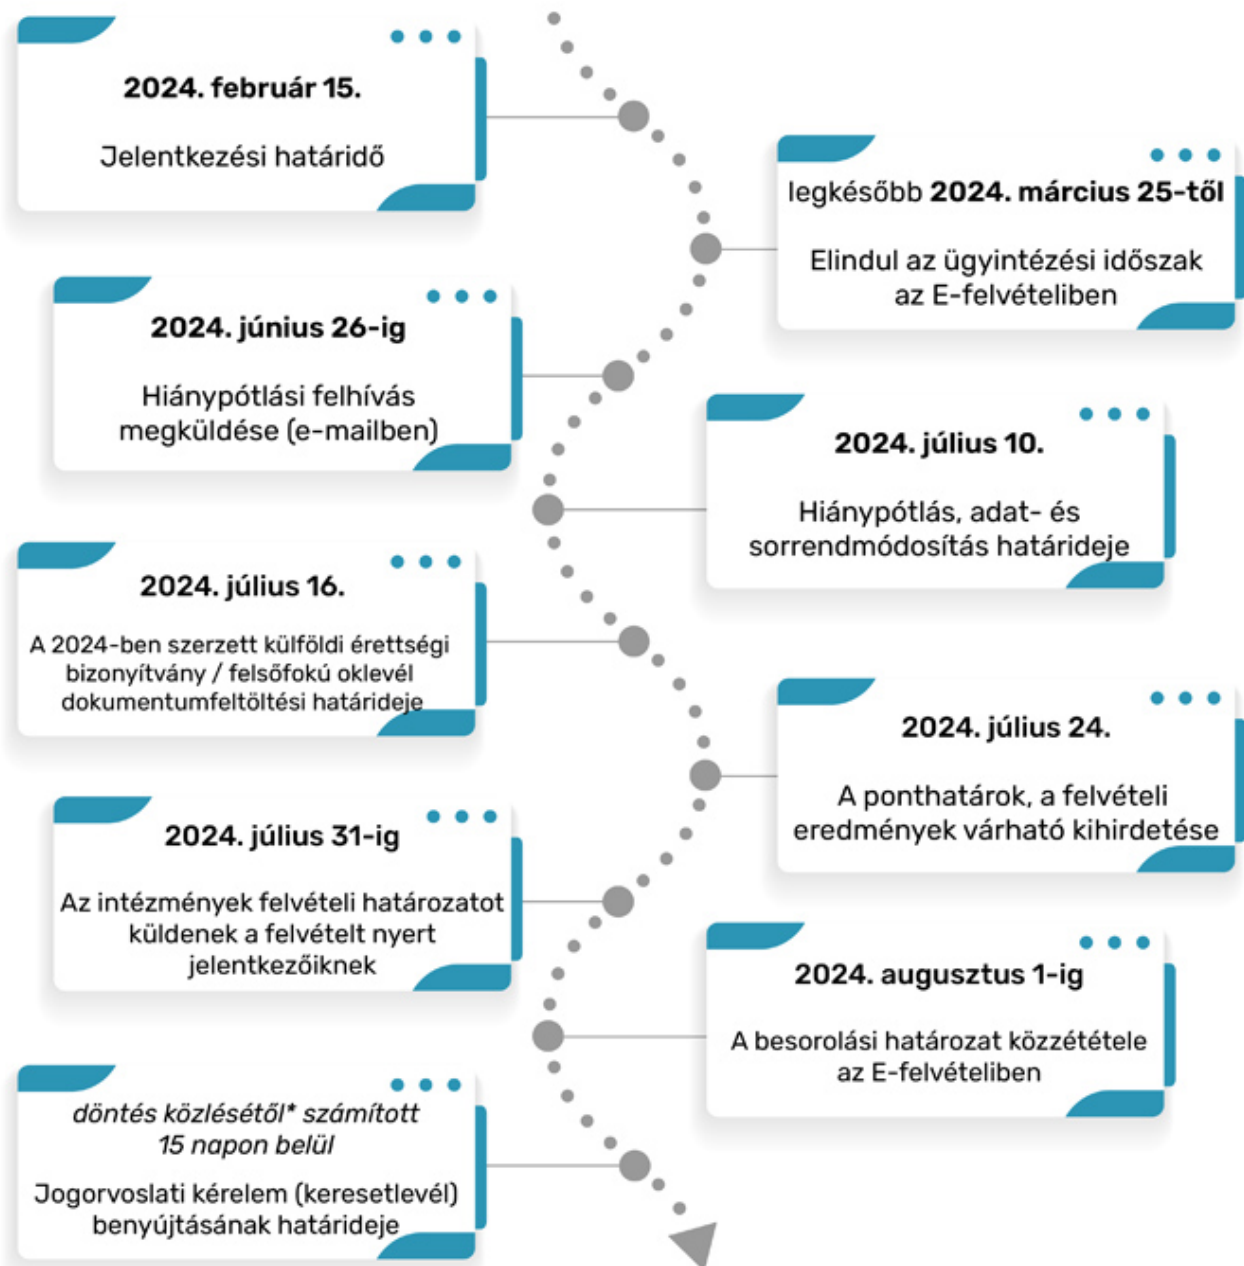 2024. február 15.
Jelentkezési határidő
legkésőbb 2024. március 25-től
Elindul az ügyintézési időszak
az E-felvételiben
2024. június 26-ig
Hiánypótlási felhívás
megküldése (e-mailben)
2024. július 10.
Hiánypótlás, adat- és
sorrendmódosítás határideje
2024. július 16.
A 2024-ben szerzett külföldi érettségi
bizonyítvány / felsőfokú oklevél
dokumentumfeltöltési határideje
2024. július 24.
A ponthatárok, a felvételi
eredmények várható kihirdetése
2024. július 31-ig
Az intézmények felvételi határozatot
küldenek a felvételt nyert
jelentkezőiknek
2024. augusztus 1-ig
A besorolási határozat közzététele
az E-felvételiben
döntés közlésétől* számított
15 napon belül
Jogorvoslati kérelem (keresetlevél)
benyújtásának határideje